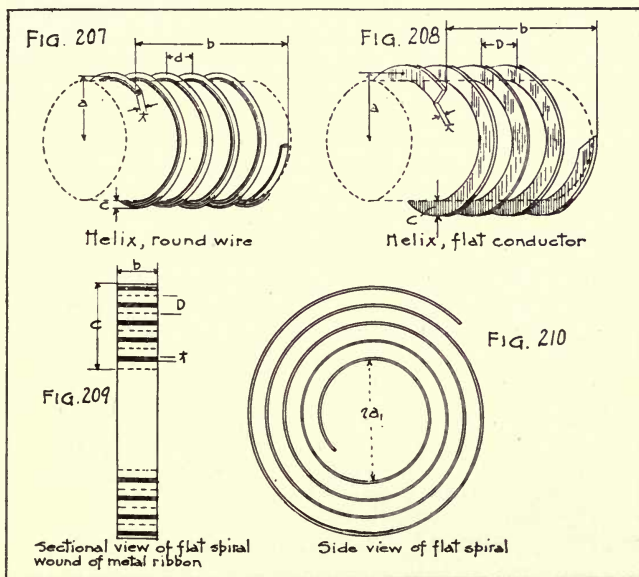 FIG. 207
b
d
a
x
c
Helix, round wire
FIG. 208
b
D
a
x
c
Helix, flat conductor
b
C
D
t
FIG. 209
Sectional view of flat spiral
wound of metal ribbon
FIG. 210
2a₁
Side view of flat spiral